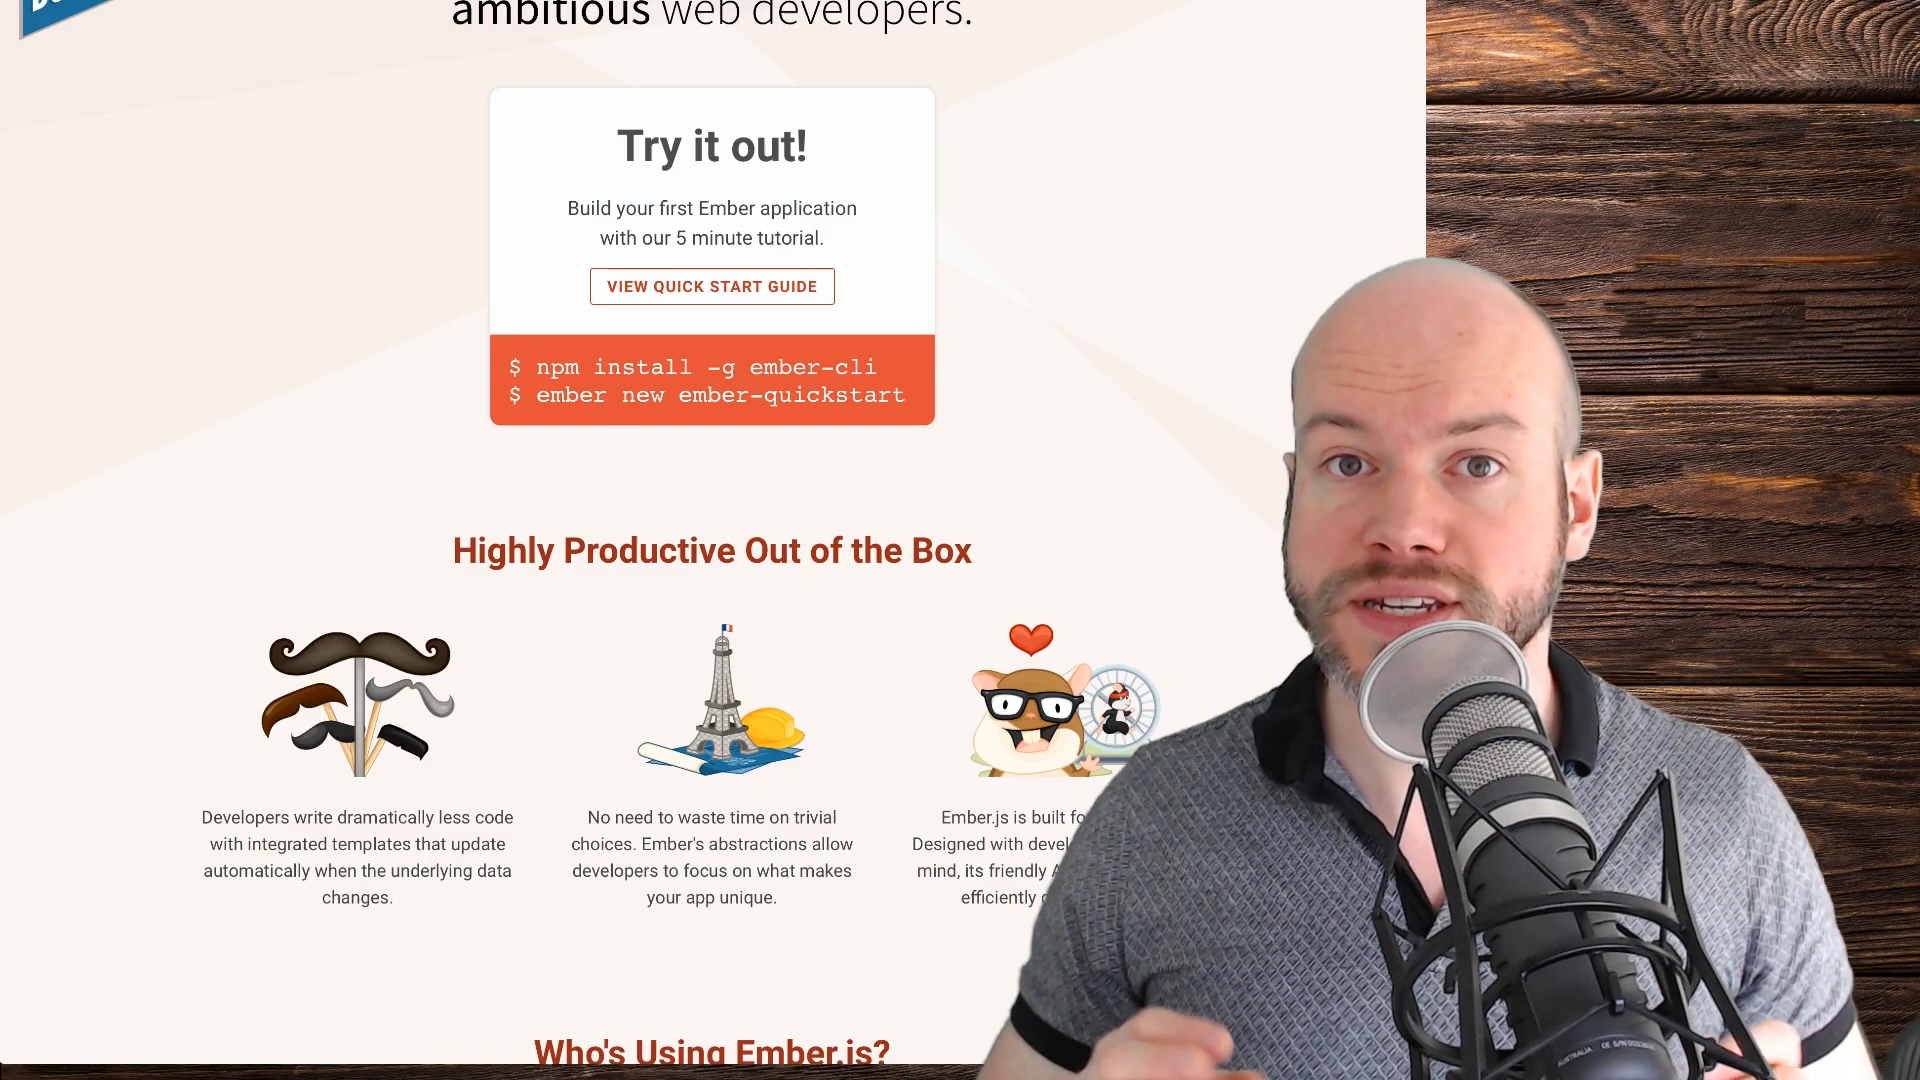 ambitious web developers.
Try it out!
Build your first Ember application
with our 5 minute tutorial.
VIEW QUICK START GUIDE
$ npm install -g ember-cli
$ ember new ember-quickstart
Highly Productive Out of the Box
Developers write dramatically less code
with integrated templates that update
automatically when the underlying data
changes.
No need to waste time on trivial
choices. Ember's abstractions allow
developers to focus on what makes
your app unique.
Ember.js is built
Designed with
mind, its friendly
efficiently
Who's Using Ember.js?
AUSTRALIA